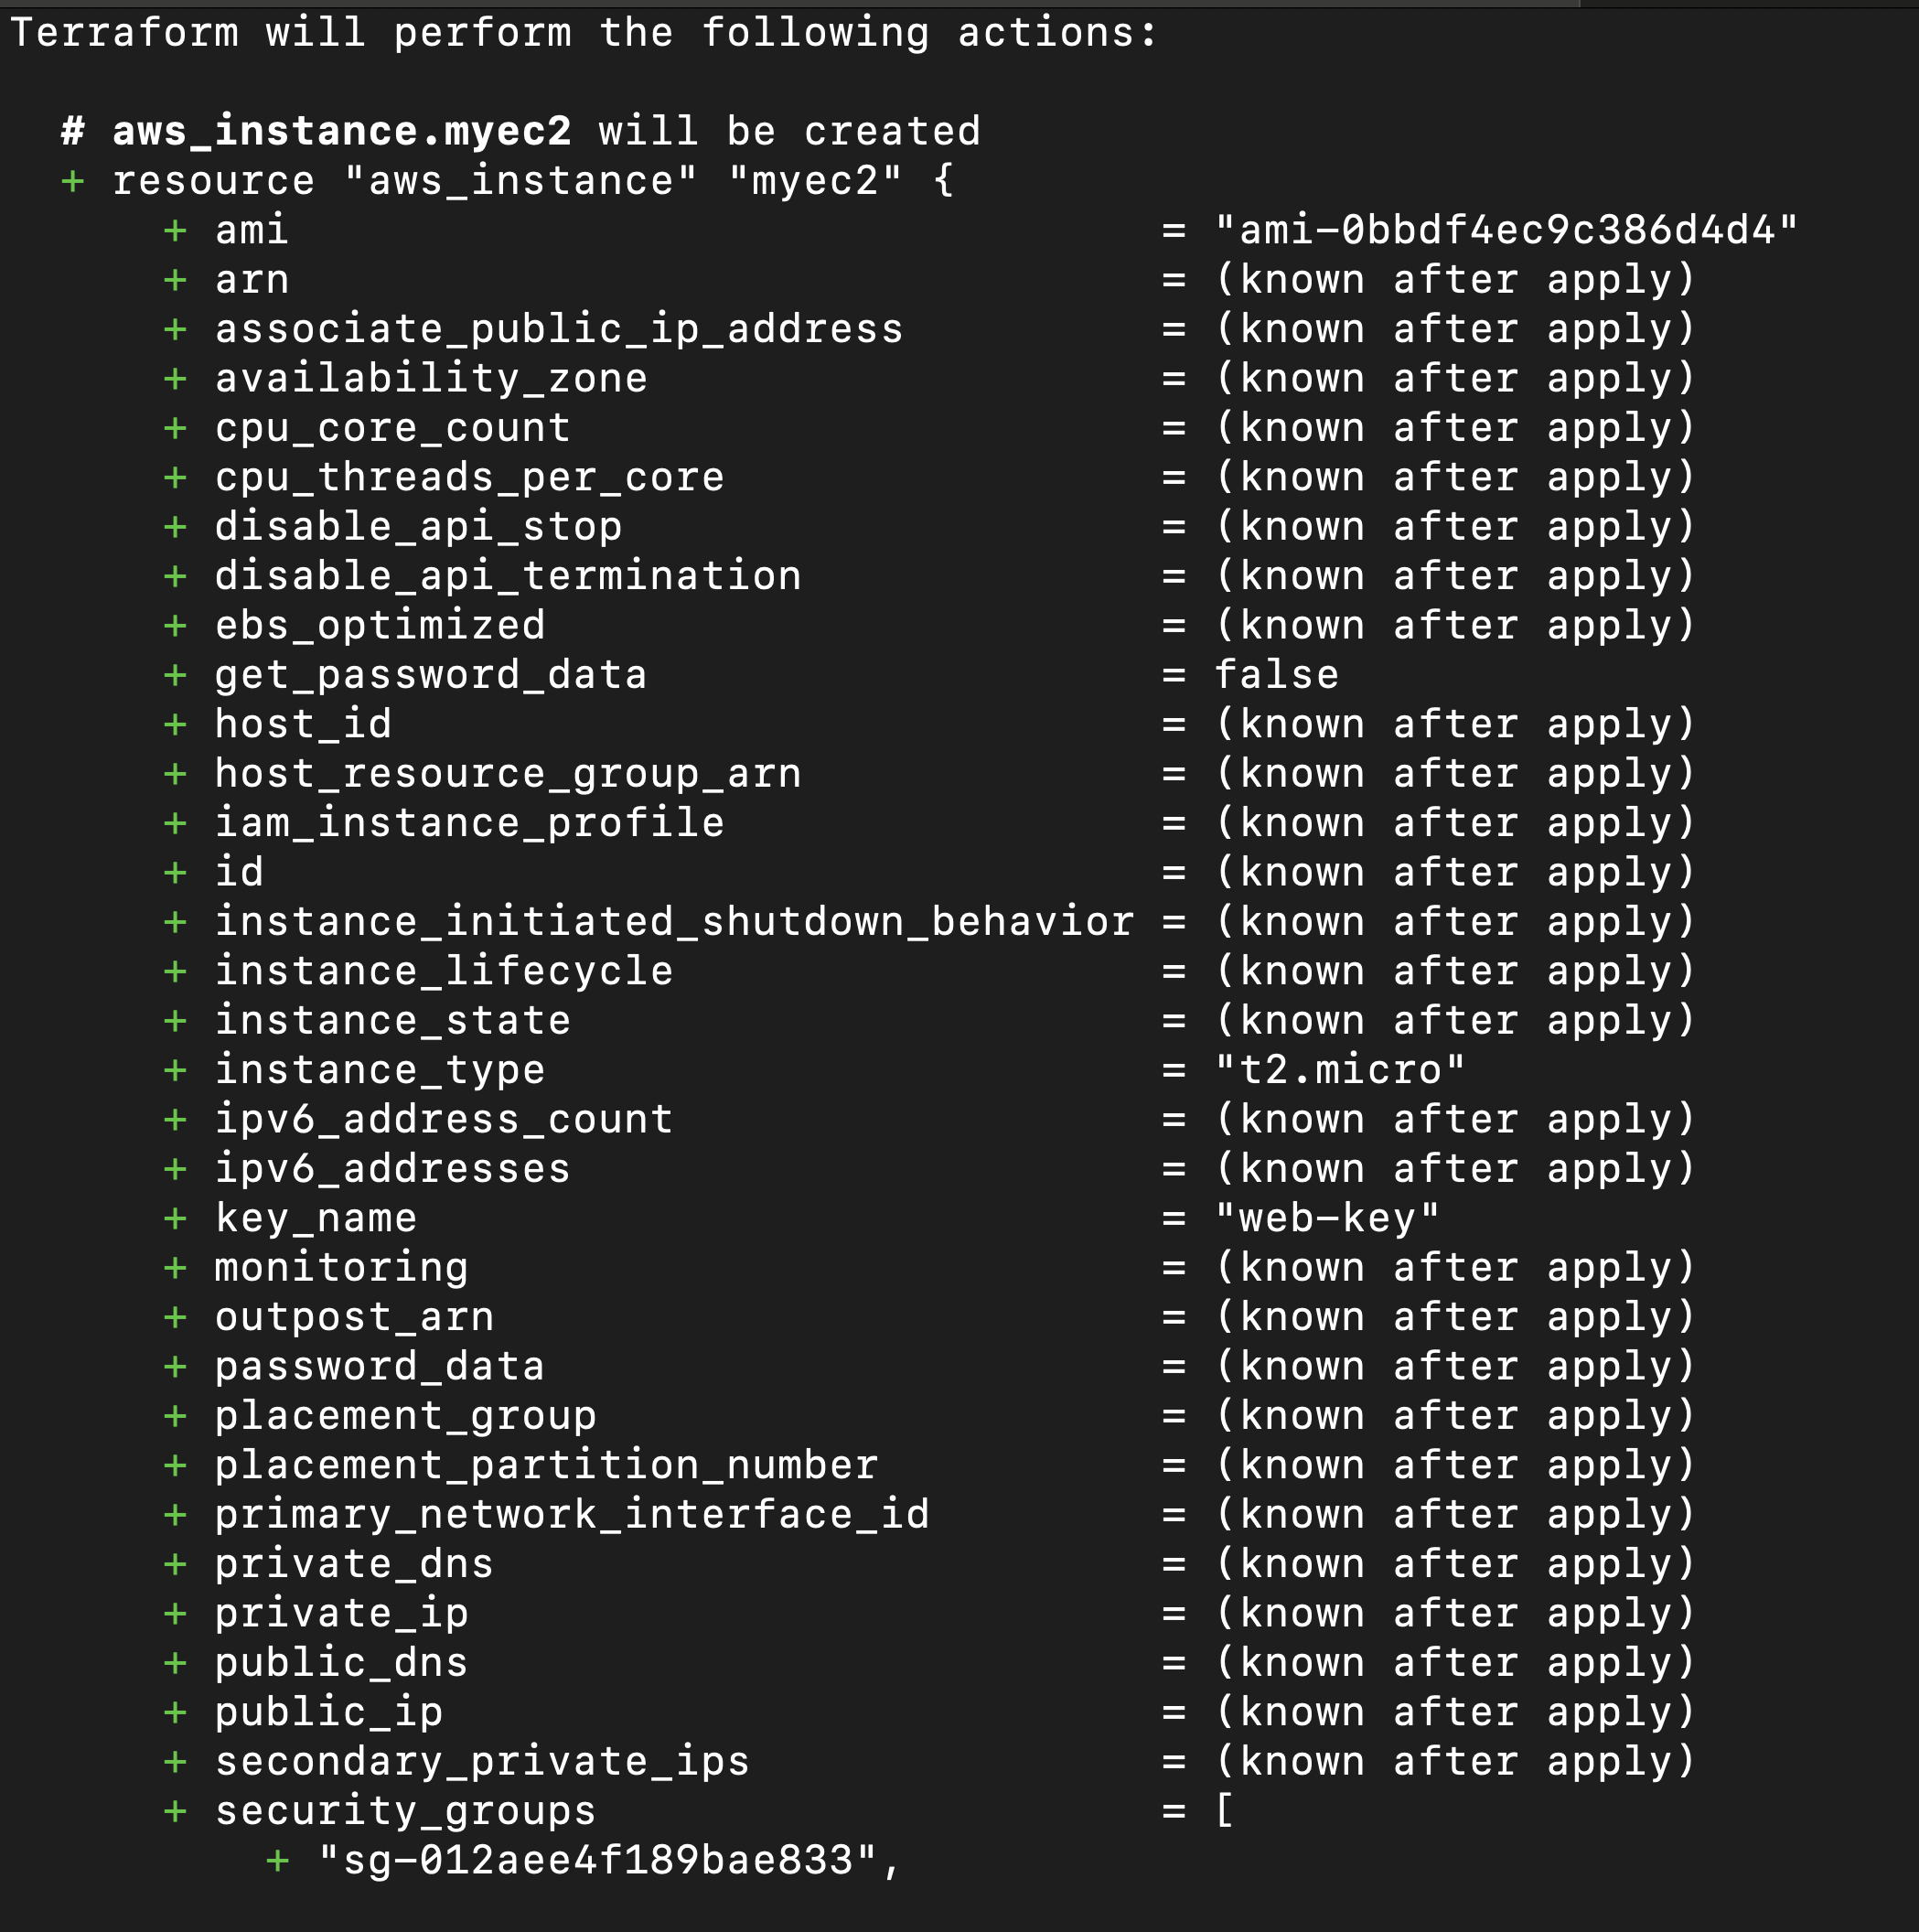 Terraform will perform the following actions:
# aws_instance.myec2 will be created
+ resource "aws_instance" "myec2" {
+ ami = "ami-0bbdf4ec9c386d4d4"
+ arn = (known after apply)
+ associate_public_ip_address = (known after apply)
+ availability_zone = (known after apply)
+ cpu_core_count = (known after apply)
+ cpu_threads_per_core = (known after apply)
+ disable_api_stop = (known after apply)
+ disable_api_termination = (known after apply)
+ ebs_optimized = (known after apply)
+ get_password_data = false
+ host_id = (known after apply)
+ host_resource_group_arn = (known after apply)
+ iam_instance_profile = (known after apply)
+ id = (known after apply)
+ instance_initiated_shutdown_behavior = (known after apply)
+ instance_lifecycle = (known after apply)
+ instance_state = (known after apply)
+ instance_type = "t2.micro"
+ ipv6_address_count = (known after apply)
+ ipv6_addresses = (known after apply)
+ key_name = "web-key"
+ monitoring = (known after apply)
+ outpost_arn = (known after apply)
+ password_data = (known after apply)
+ placement_group = (known after apply)
+ placement_partition_number = (known after apply)
+ primary_network_interface_id = (known after apply)
+ private_dns = (known after apply)
+ private_ip = (known after apply)
+ public_dns = (known after apply)
+ public_ip = (known after apply)
+ secondary_private_ips = (known after apply)
+ security_groups = [
+ "sg-012aee4f189bae833",